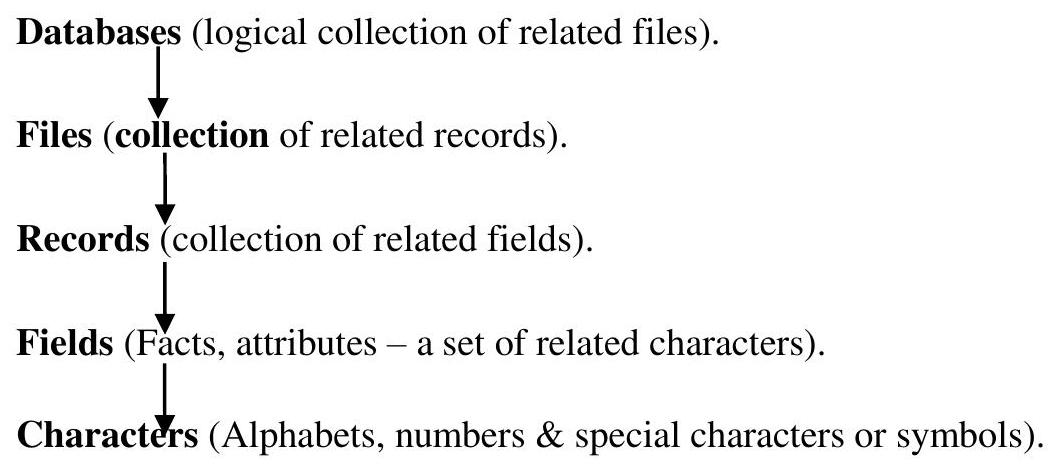 Databases (logical collection of related files).
Files (collection of related records).
Records (collection of related fields).
Fields (Facts, attributes – a set of related characters).
Characters (Alphabets, numbers & special characters or symbols).